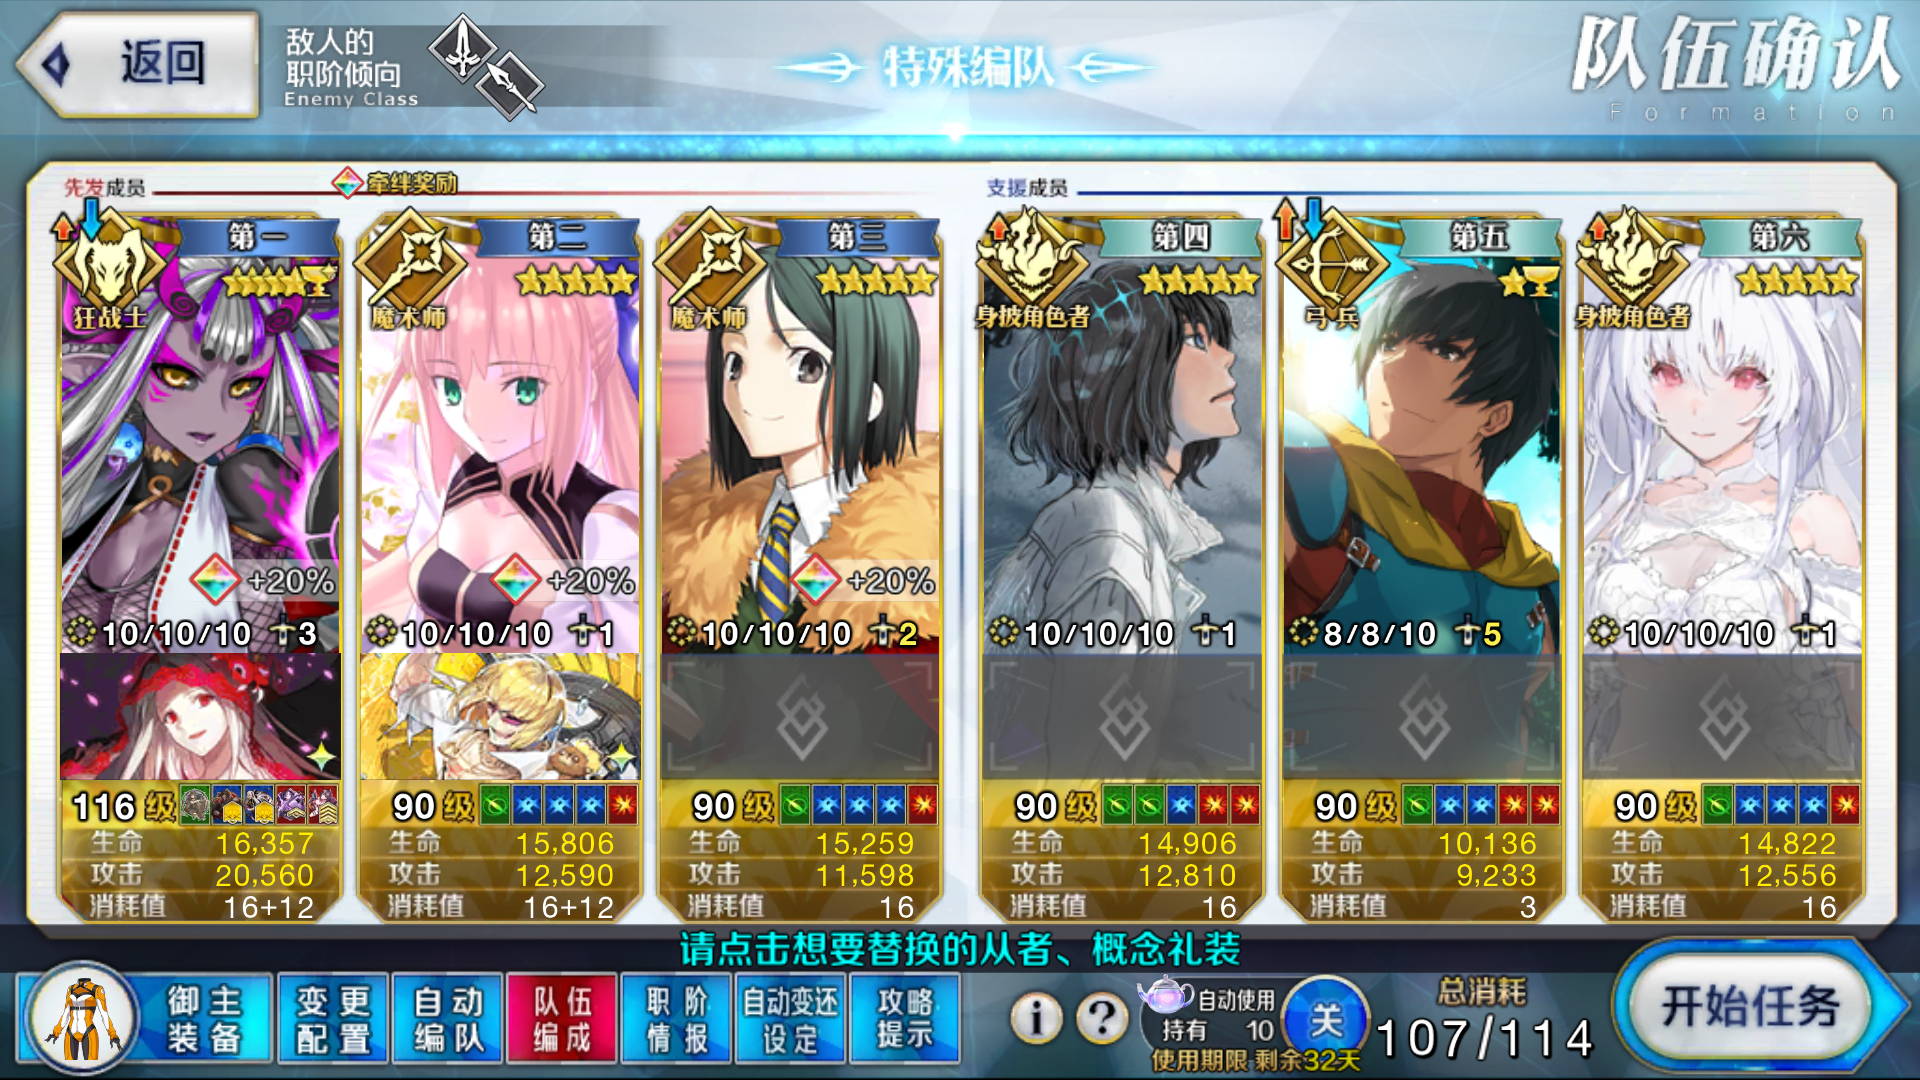 返回
敌人的
职阶倾向
Enemy Class
特殊编队
队伍确认
Formation
先发成员
牵绊奖励
支援成员
第一
第二
第三
第四
第五
第六
狂战士
魔术师
魔术师
身披角色者
弓兵
身披角色者
+20%
+20%
+20%
10/10/10 3
10/10/10 1
10/10/10 2
10/10/10 1
8/8/10 5
10/10/10 1
116级
90级
90级
90级
90级
90级
生命 16,357
生命 15,806
生命 15,259
生命 14,906
生命 10,136
生命 14,822
攻击 20,560
攻击 12,590
攻击 11,598
攻击 12,810
攻击 9,233
攻击 12,556
消耗值 16+12
消耗值 16+12
消耗值 16
消耗值 16
消耗值 3
消耗值 16
请点击想要替换的从者、概念礼装
御主
装备
变更
配置
自动
编队
队伍
编成
职阶
情报
自动变还
设定
攻略
提示
i
?
自动使用
持有 10
使用期限 剩余32天
关
总消耗
107/114
开始任务